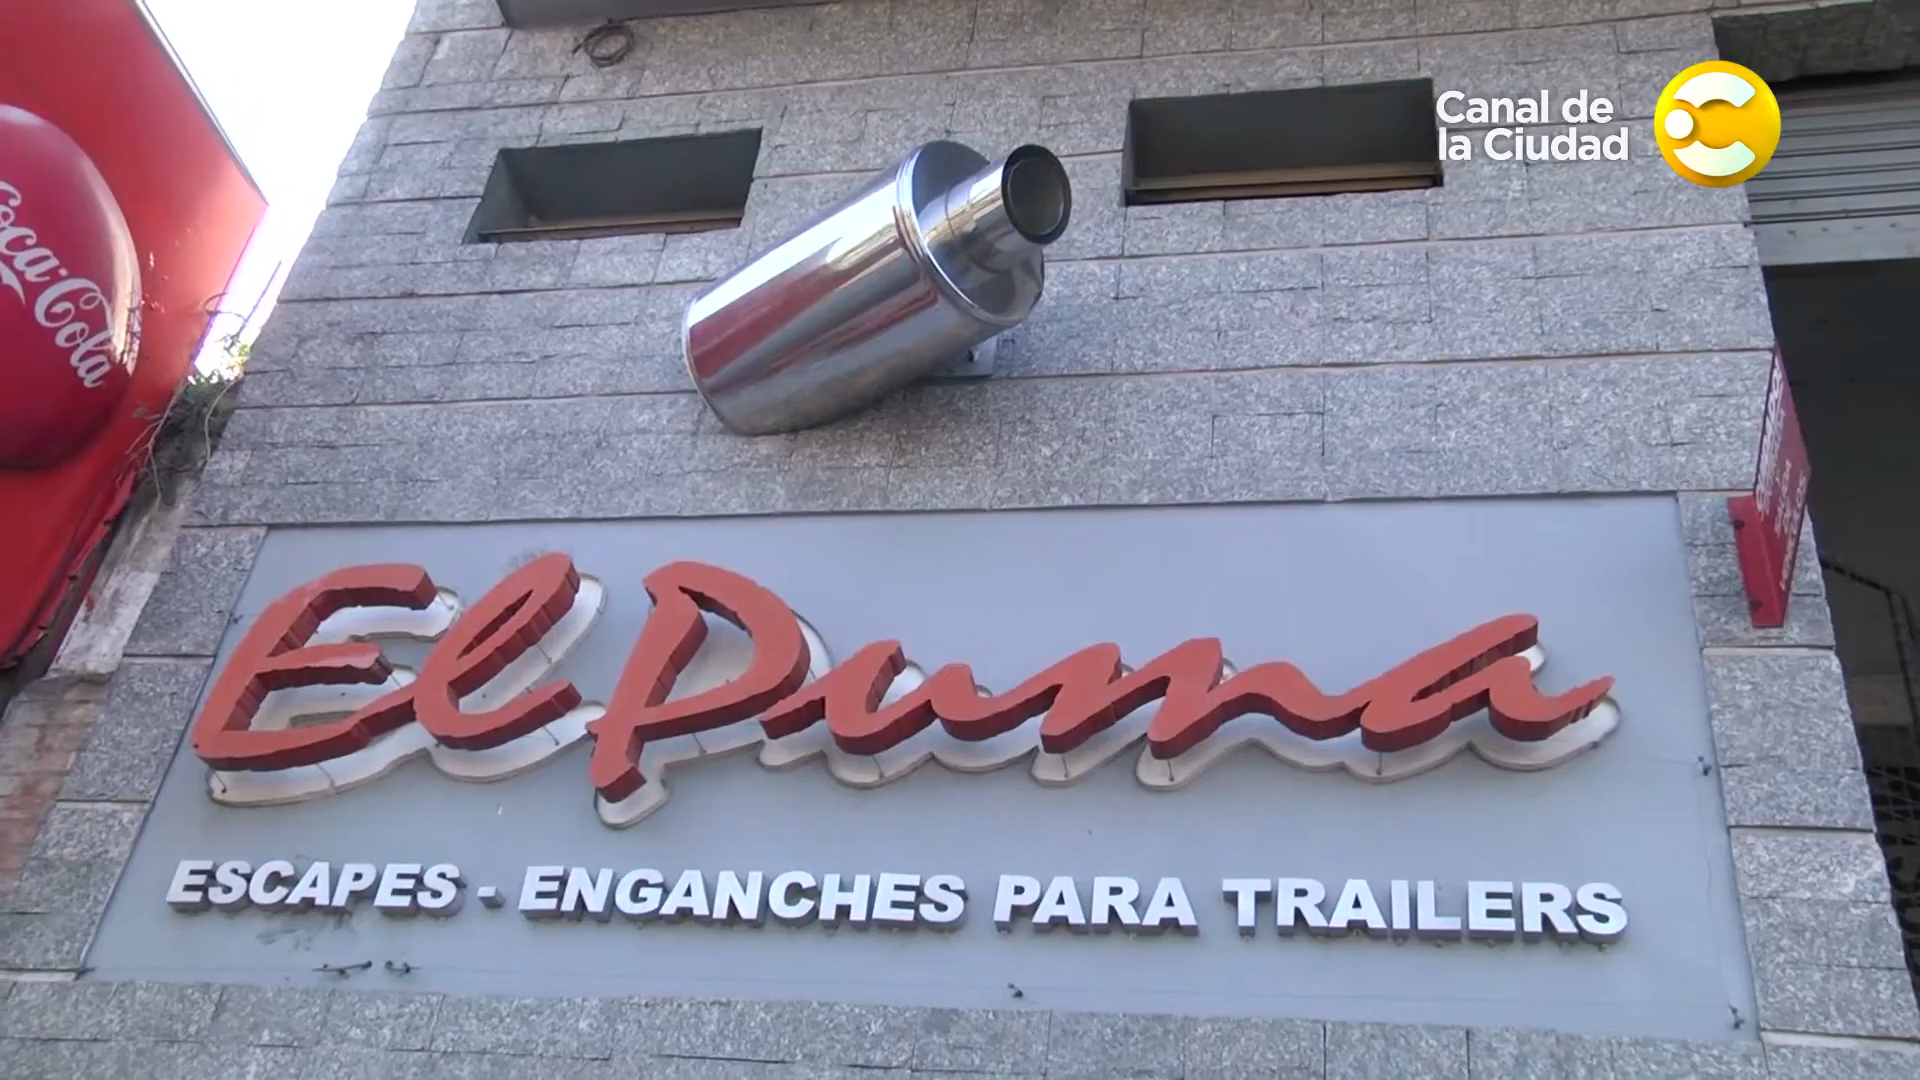 Canal de
la Ciudad
Coca-Cola
El Puma
ESCAPES - ENGANCHES PARA TRAILERS